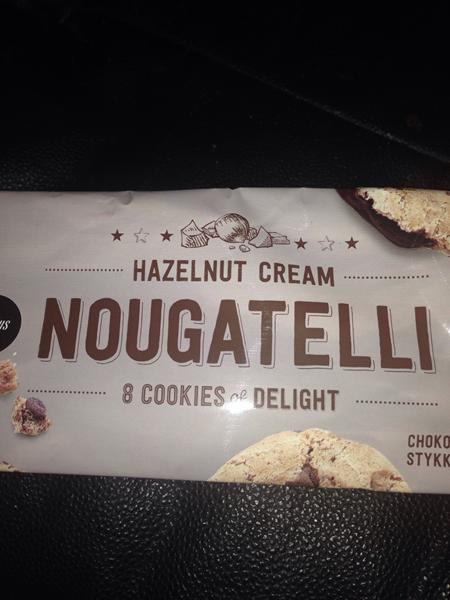 HAZELNUT CREAM
NOUGATELLI
8 COOKIES of DELIGHT
CHOKO
STYKK